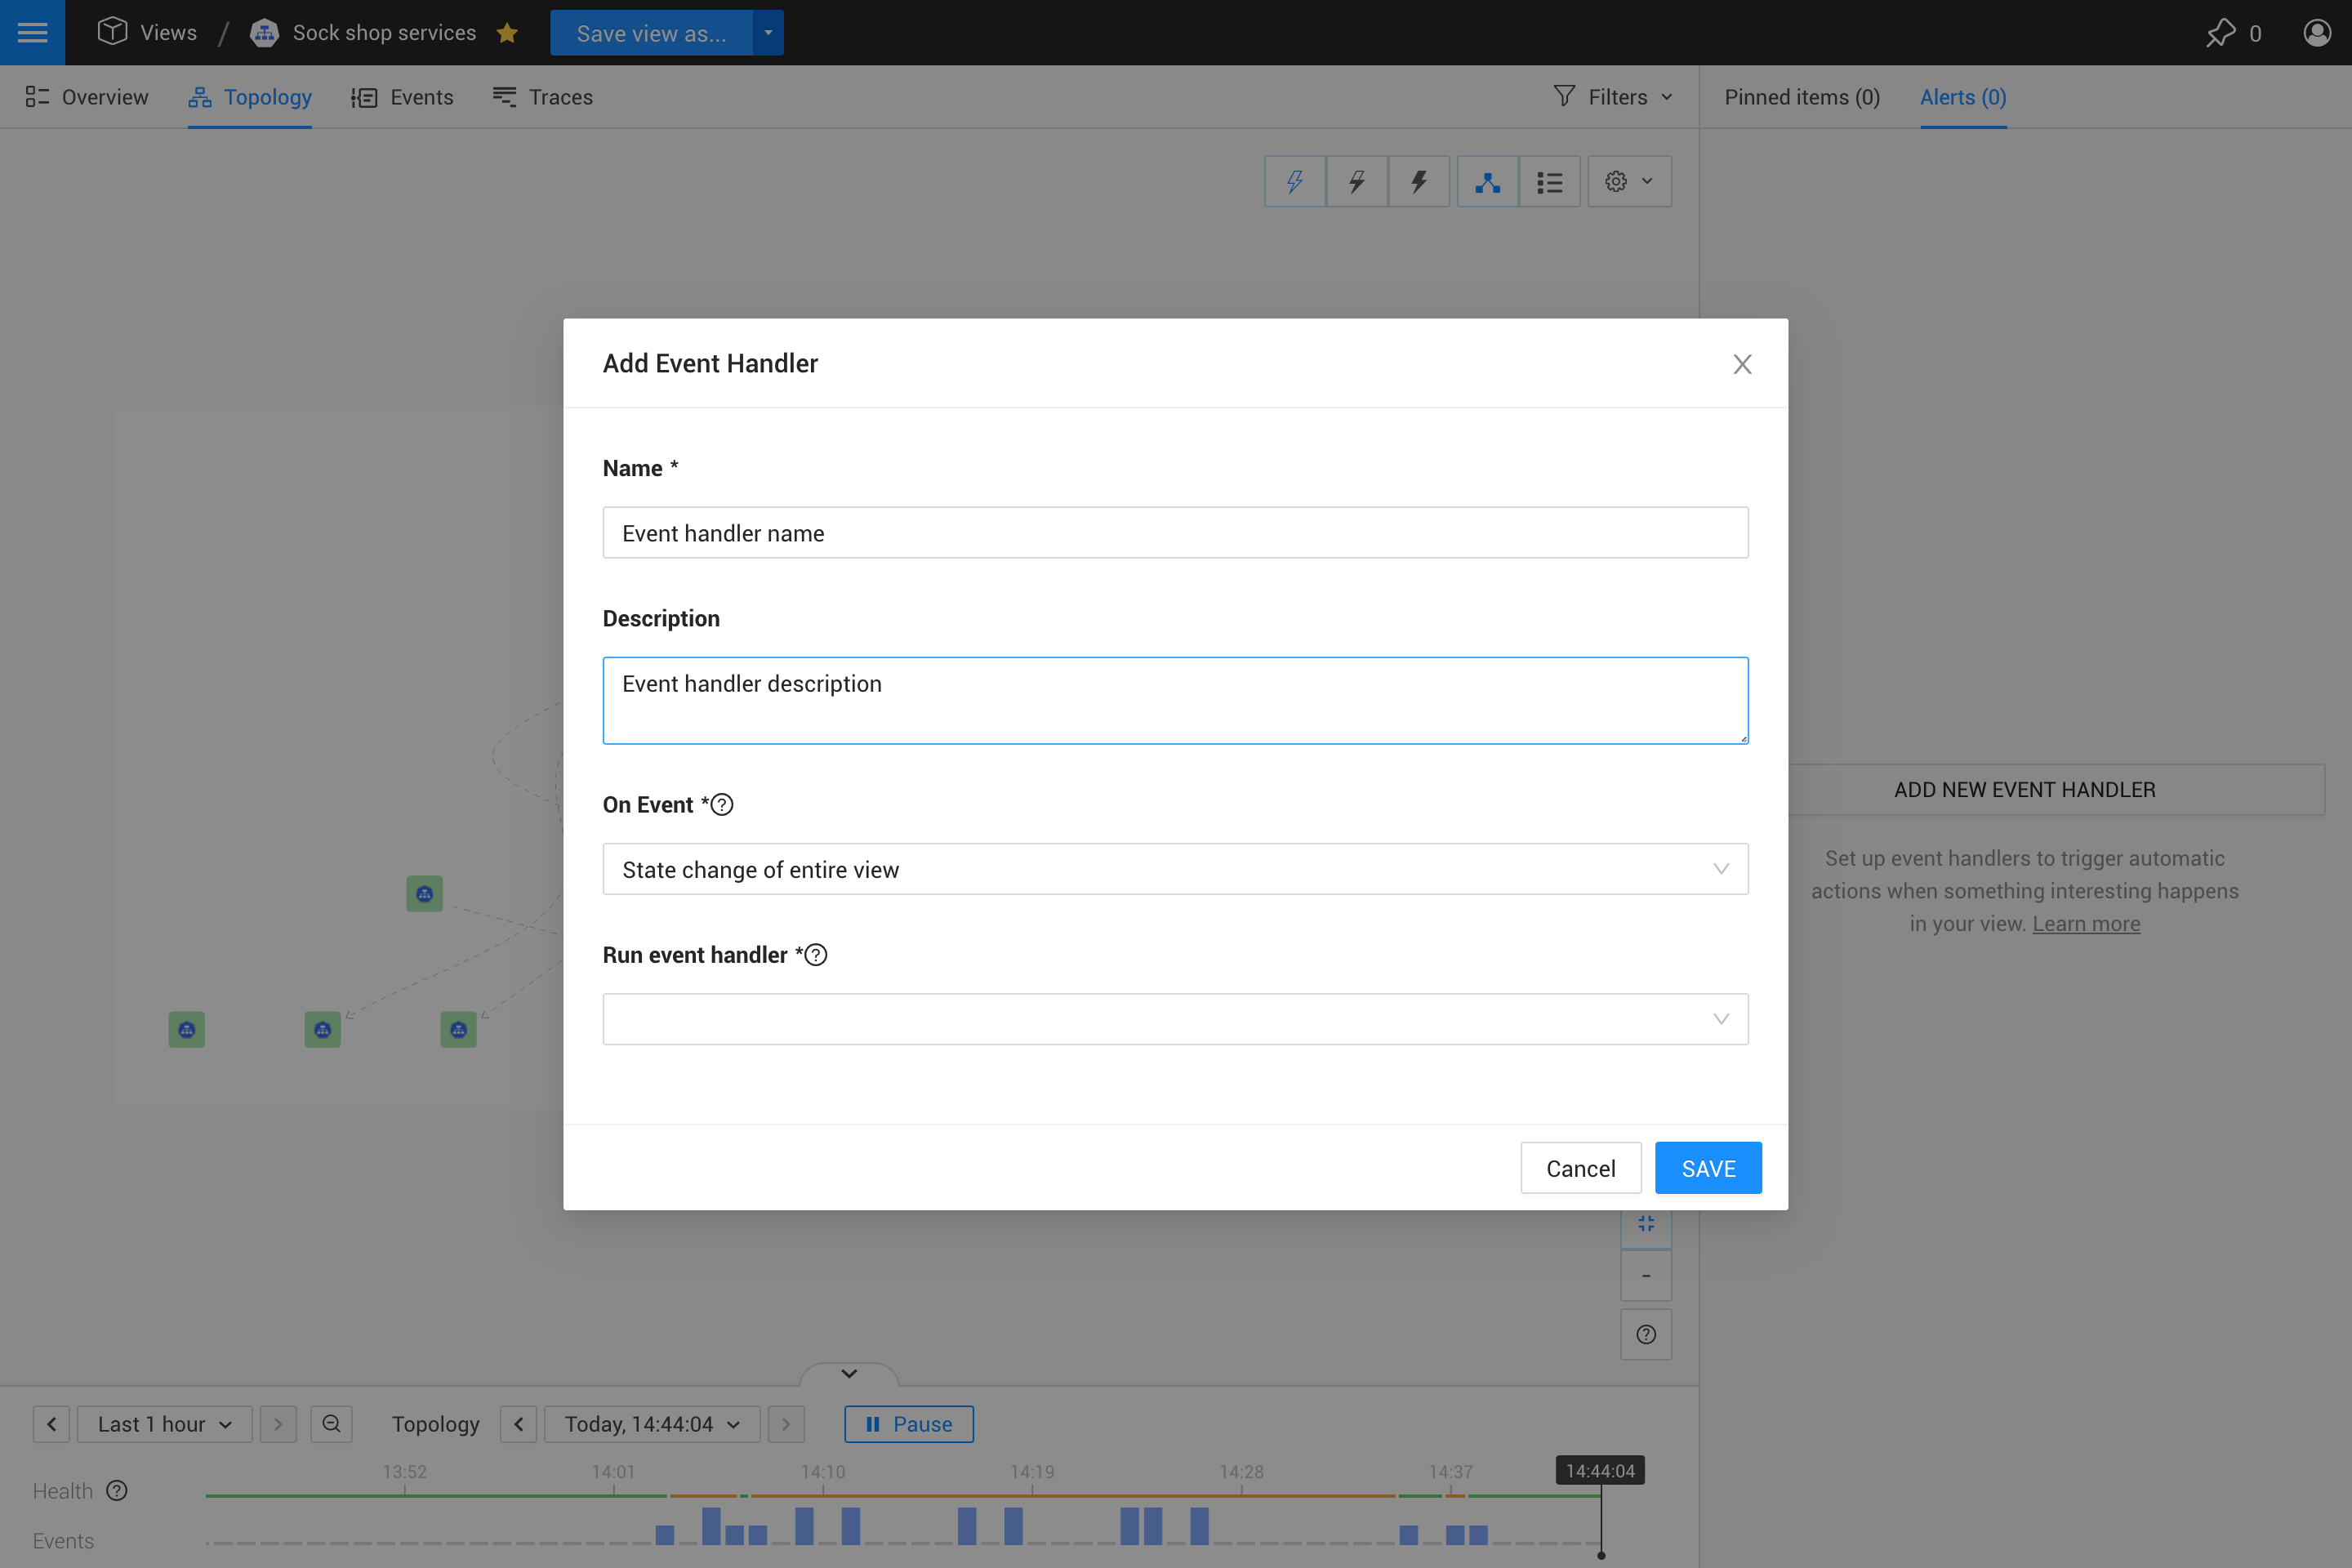 Views / Sock shop services Save view as... 0
Overview Topology Events Traces Filters Pinned items (0) Alerts (0)
Add Event Handler
Name *
Event handler name
Description
Event handler description
On Event *
State change of entire view
Run event handler *
Cancel SAVE
ADD NEW EVENT HANDLER
Set up event handlers to trigger automatic
actions when something interesting happens
in your view. Learn more
-
Last 1 hour Topology Today, 14:44:04 Pause
13:52 14:01 14:10 14:19 14:28 14:37 14:44:04
Health
Events